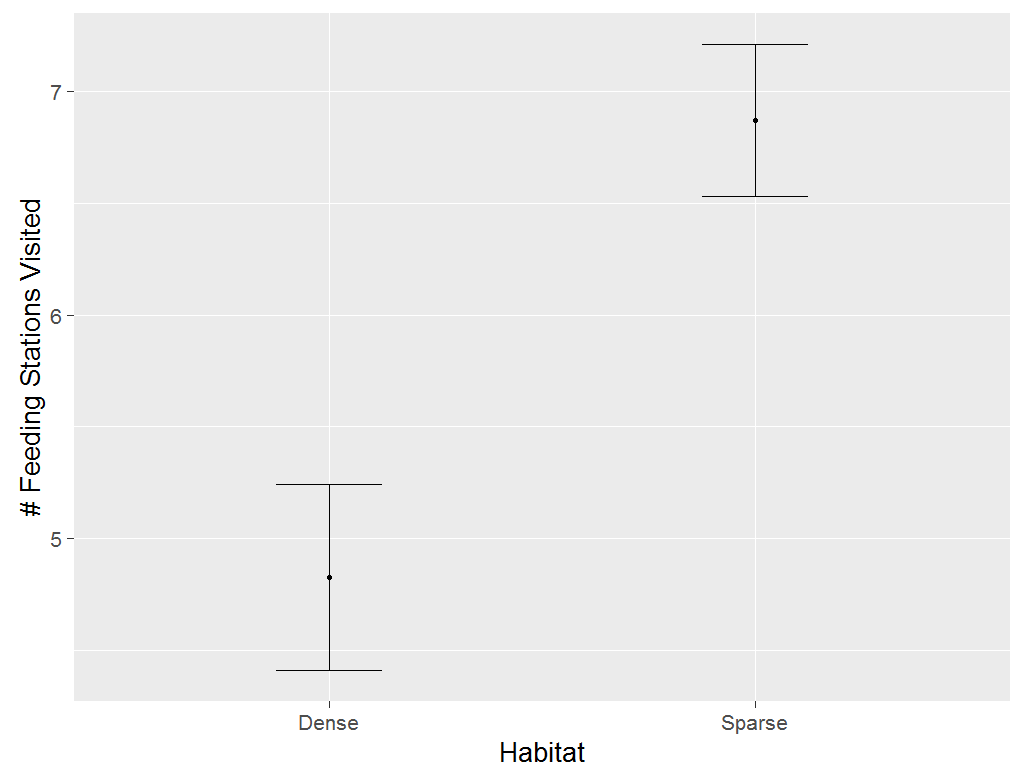 # Feeding Stations Visited
7
6
5
Dense Sparse
Habitat